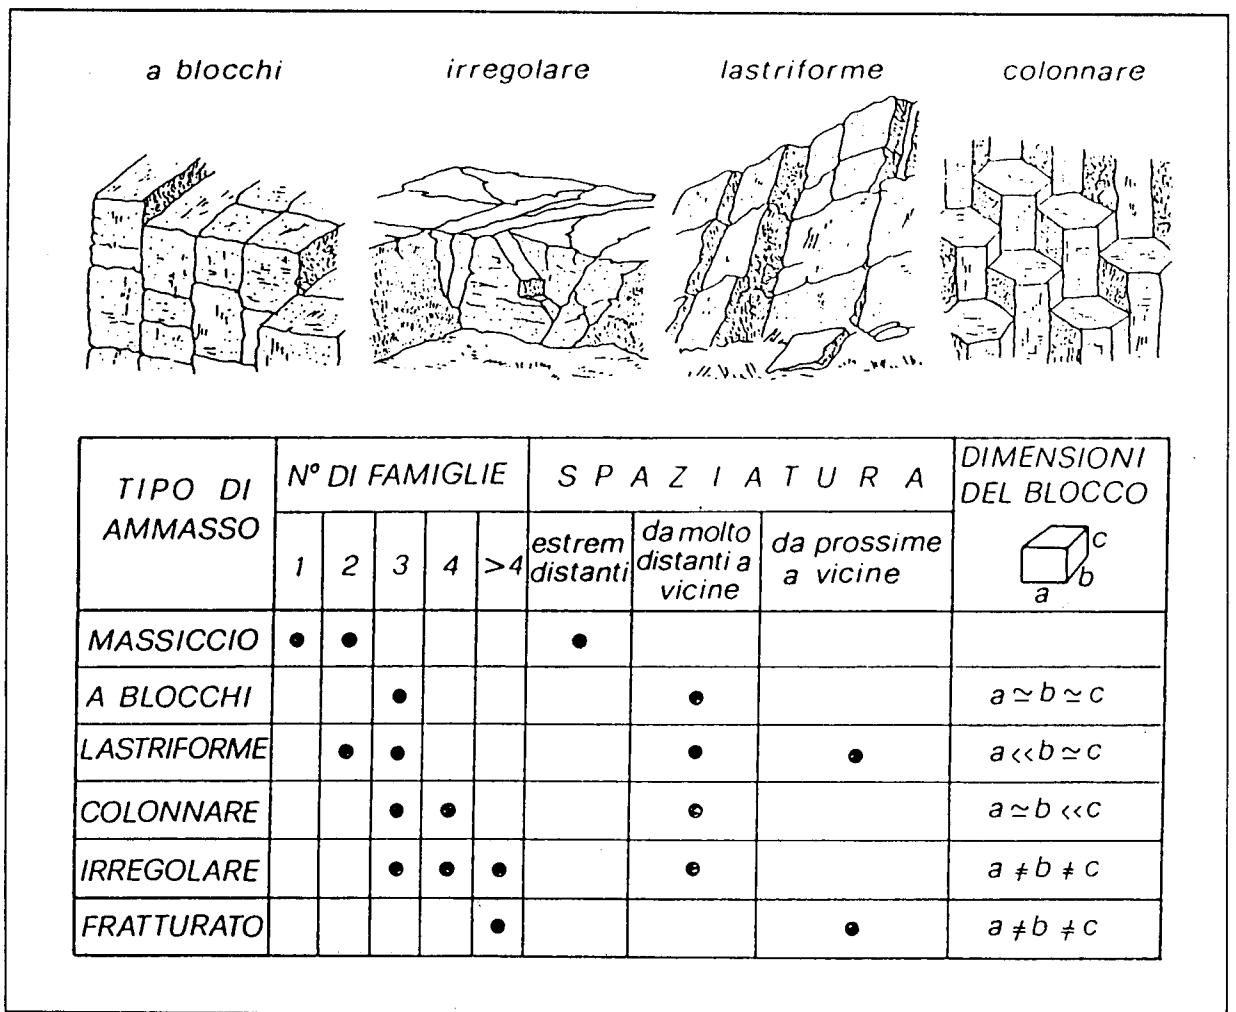 a blocchi irregolare lastriforme colonnare
TIPO DI AMMASSO
N° DI FAMIGLIE
S P A Z I A T U R A
DIMENSIONI
DEL BLOCCO
1 2 3 4 >4
estrem
distanti
da molto
distanti a
vicine
da prossime
a vicine
c
b
a
MASSICCIO ● ● ●
A BLOCCHI ● ● a ≃ b ≃ c
LASTRIFORME ● ● ● ● a << b ≃ c
COLONNARE ● ● ● a ≃ b << c
IRREGOLARE ● ● ● ● a ≠ b ≠ c
FRATTURATO ● ● a ≠ b ≠ c